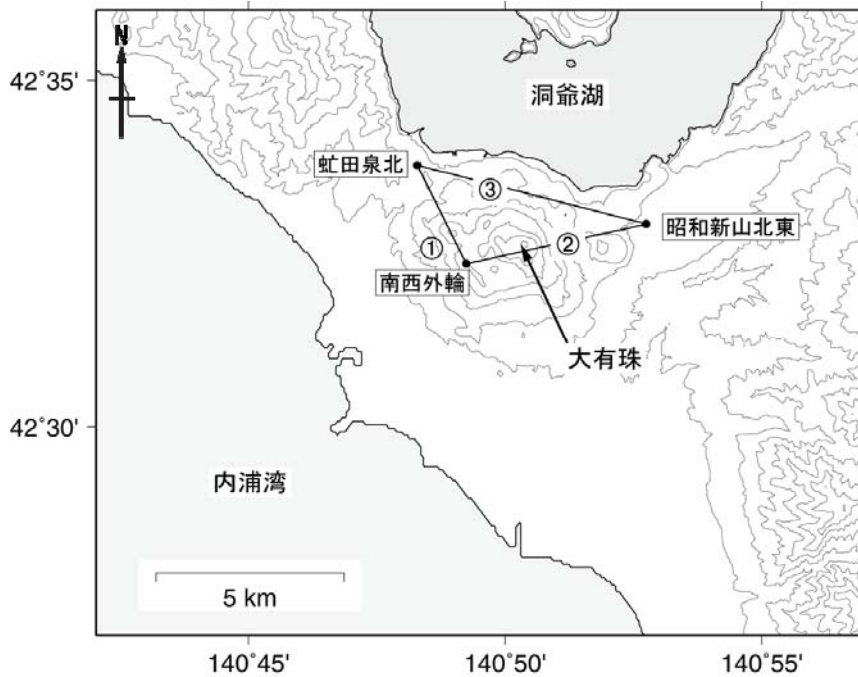 N
42°35'
洞爺湖
虻田泉北
③
昭和新山北東
①
②
南西外輪
大有珠
42°30'
内浦湾
5 km
140°45'
140°50'
140°55'